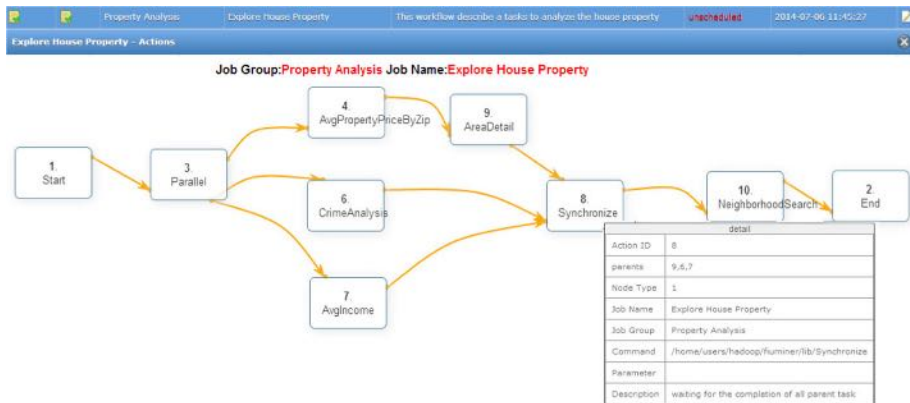 Property Analysis Explore House Property This workflow describe a tasks to analyze the house property unscheduled 2014-07-06 11:45:27
Explore House Property - Actions
Job Group:Property Analysis Job Name:Explore House Property
4.
AvgPropertyPriceByZip
9.
AreaDetail
1.
Start
3.
Parallel
6.
CrimeAnalysis
8.
Synchronize
10.
NeighborhoodSearch
2.
End
7.
AvgIncome
detail
Action ID 8
parents 9,6,7
Node Type 1
Job Name Explore House Property
Job Group Property Analysis
Command /home/users/hadoop/fiuminer/lib/Synchronize
Parameter
Description waiting for the completion of all parent task